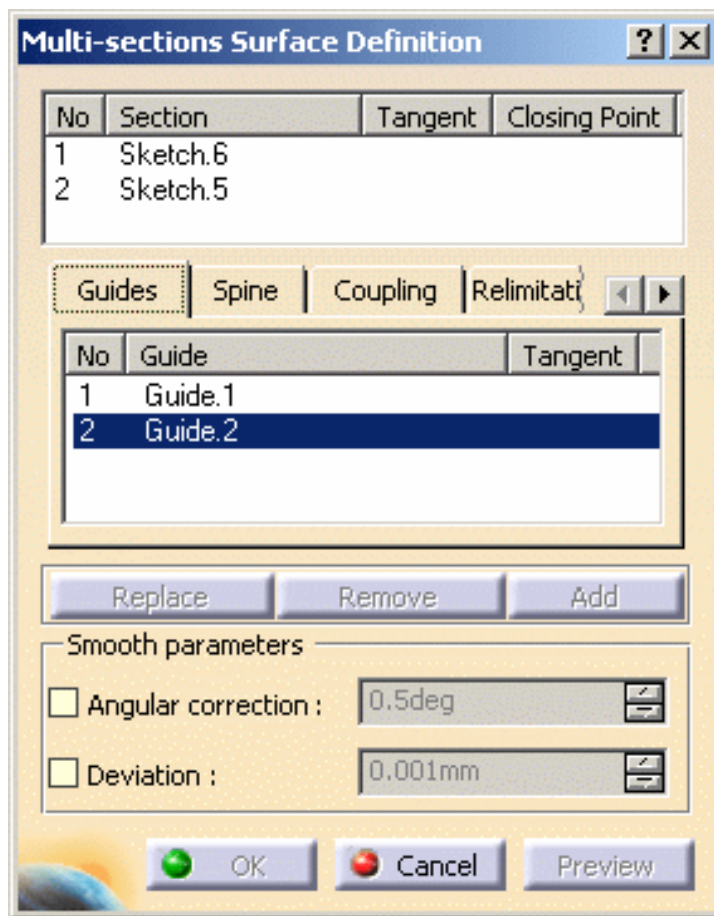 Multi-sections Surface Definition ? X
No Section Tangent Closing Point
1 Sketch.6
2 Sketch.5
Guides Spine Coupling Relimitati
No Guide Tangent
1 Guide.1
2 Guide.2
Replace Remove Add
Smooth parameters
Angular correction : 0.5deg
Deviation : 0.001mm
OK Cancel Preview